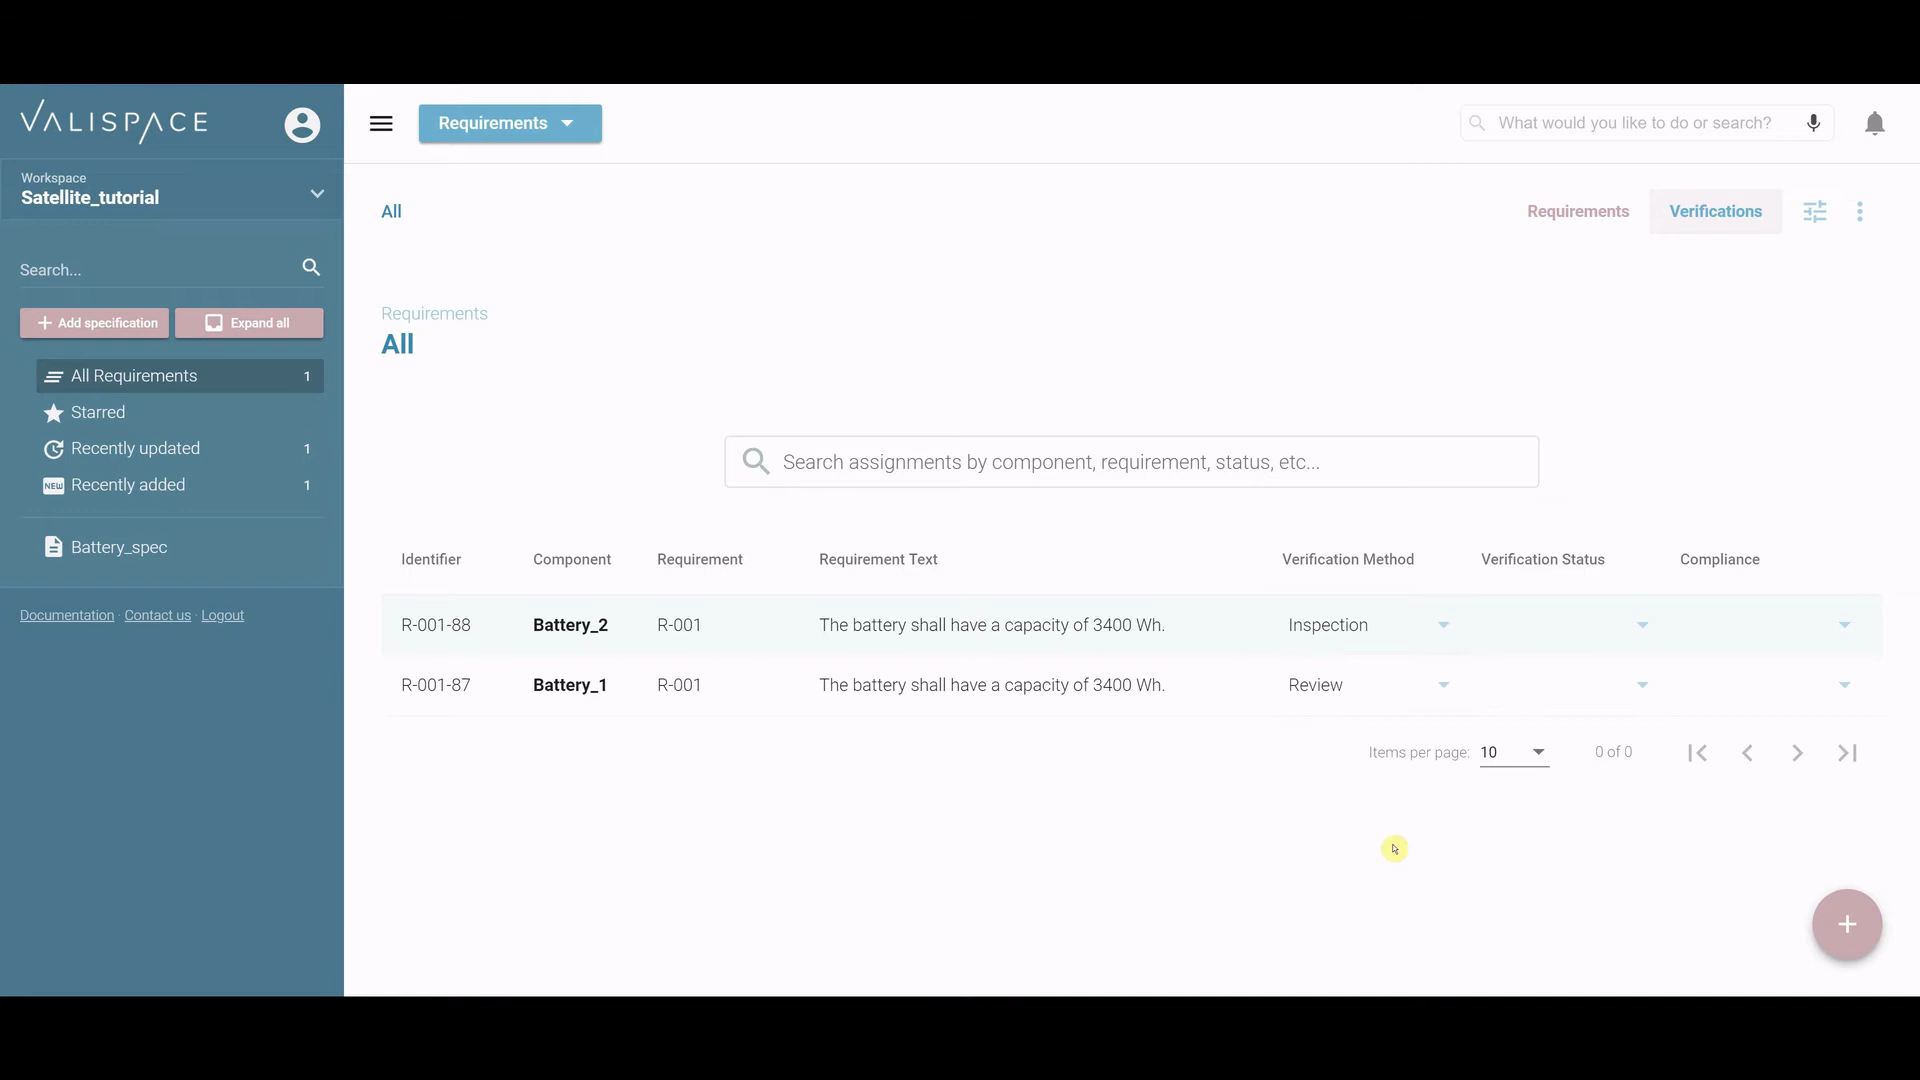 VALISPACE
Requirements
What would you like to do or search?
Workspace
Satellite_tutorial
All
Requirements
Verifications
Search...
Add specification
Expand all
All Requirements 1
Starred
Recently updated 1
NEW Recently added 1
Battery_spec
Documentation · Contact us · Logout
Requirements
All
Search assignments by component, requirement, status, etc...
Identifier Component Requirement Requirement Text Verification Method Verification Status Compliance
R-001-88 Battery_2 R-001 The battery shall have a capacity of 3400 Wh. Inspection
R-001-87 Battery_1 R-001 The battery shall have a capacity of 3400 Wh. Review
Items per page: 10 0 of 0